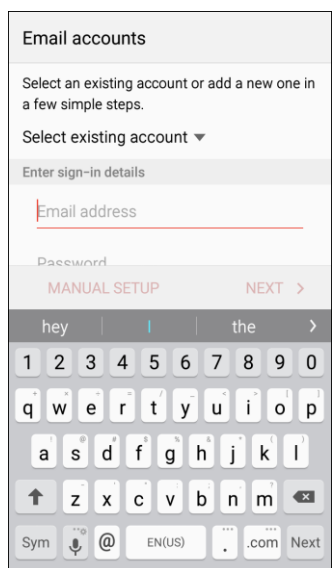 Email accounts
Select an existing account or add a new one in
a few simple steps.
Select existing account
Enter sign-in details
Email address
Password
MANUAL SETUP NEXT >
hey I the >
1 2 3 4 5 6 7 8 9 0
q w e r t y u i o p
a s d f g h j k l
z x c v b n m
Sym @ EN(US) . .com Next